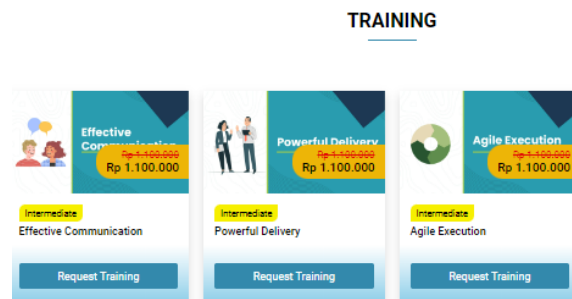 TRAINING
Effective
Communication
Rp 1.100.000
Rp 1.100.000
Powerful Delivery
Rp 1.100.000
Rp 1.100.000
Agile Execution
Rp 1.100.000
Rp 1.100.000
Intermediate
Effective Communication
Request Training
Intermediate
Powerful Delivery
Request Training
Intermediate
Agile Execution
Request Training